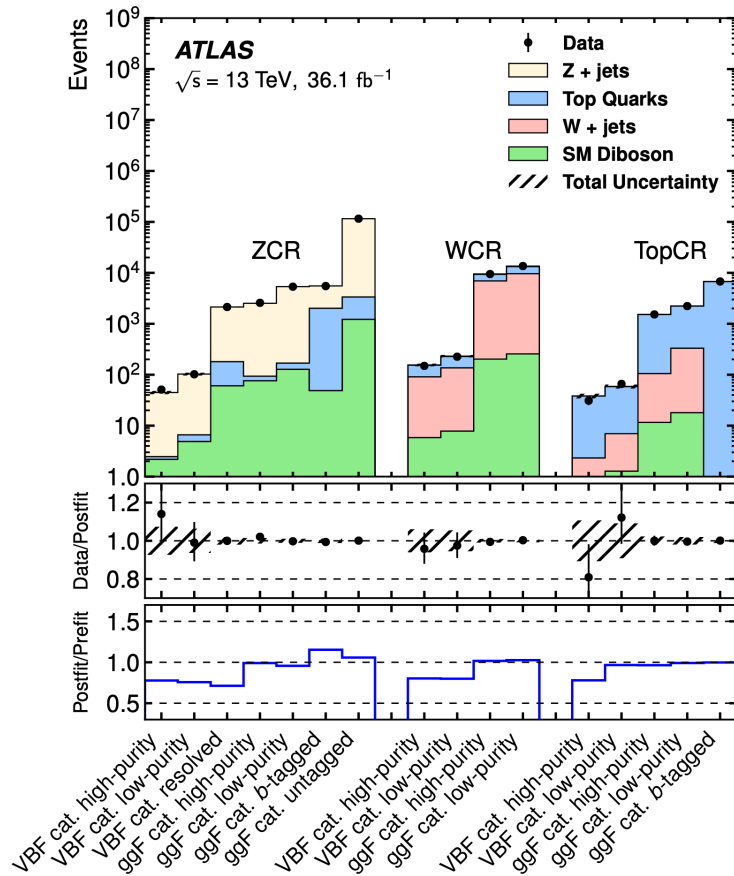 Events
10⁹
10⁸
10⁷
10⁶
10⁵
10⁴
10³
10²
10
1.0
ATLAS
√s = 13 TeV, 36.1 fb⁻¹
Data
Z + jets
Top Quarks
W + jets
SM Diboson
Total Uncertainty
ZCR
WCR
TopCR
Data/Postfit
1.2
1.0
0.8
Postfit/Prefit
1.5
1.0
0.5
VBF cat. high-purity
VBF cat. low-purity
VBF cat. resolved
ggF cat. high-purity
ggF cat. low-purity
ggF cat. b-tagged
ggF cat. untagged
VBF cat. high-purity
VBF cat. low-purity
ggF cat. high-purity
ggF cat. low-purity
VBF cat. high-purity
VBF cat. low-purity
ggF cat. high-purity
ggF cat. low-purity
ggF cat. b-tagged